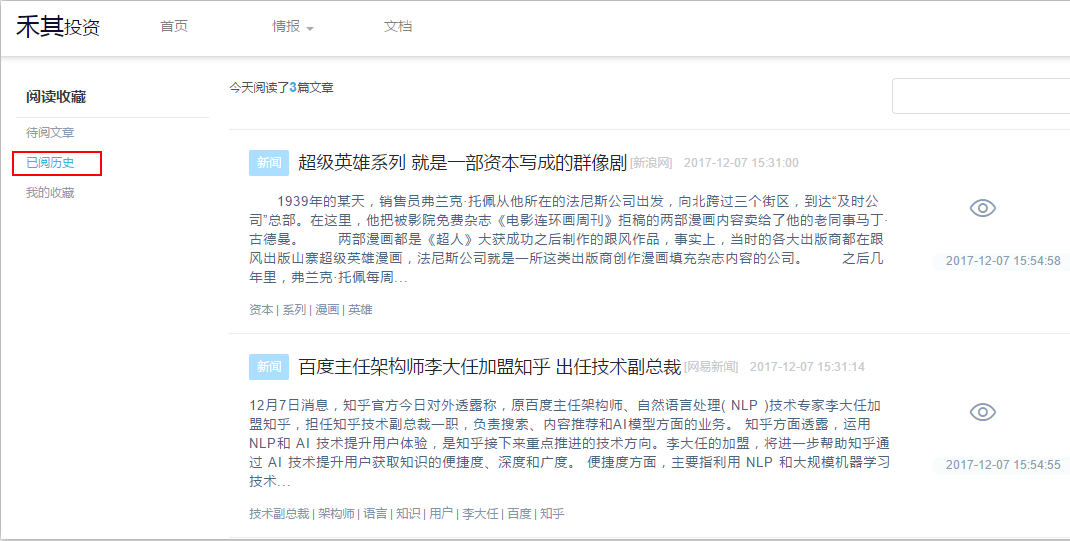 禾其投资 首页 情报 文档
阅读收藏
待阅文章
已阅历史
我的收藏
今天阅读了3篇文章
新闻 超级英雄系列 就是一部资本写成的群像剧 [新浪网] 2017-12-07 15:31:00
1939年的某天，销售员弗兰克·托佩从他所在的法尼斯公司出发，向北跨过三个街区，到达“及时公
司”总部。在这里，他把被影院免费杂志《电影连环画周刊》拒稿的两部漫画内容卖给了他的老同事马丁·
古德曼。 两部漫画都是《超人》大获成功之后制作的跟风作品，事实上，当时的各大出版商都在跟
风出版山寨超级英雄漫画，法尼斯公司就是一所这类出版商创作漫画填充杂志内容的公司。 之后几
年里，弗兰克·托佩每周...
2017-12-07 15:54:58
资本 | 系列 | 漫画 | 英雄
新闻 百度主任架构师李大任加盟知乎 出任技术副总裁 [网易新闻] 2017-12-07 15:31:14
12月7日消息，知乎官方今日对外透露称，原百度主任架构师、自然语言处理( NLP )技术专家李大任加
盟知乎，担任知乎技术副总裁一职，负责搜索、内容推荐和AI模型方面的业务。 知乎方面透露，运用
NLP和 AI 技术提升用户体验，是知乎接下来重点推进的技术方向。李大任的加盟，将进一步帮助知乎通
过 AI 技术提升用户获取知识的便捷度、深度和广度。 便捷度方面，主要指利用 NLP 和大规模机器学习
技术...
2017-12-07 15:54:55
技术副总裁 | 架构师 | 语言 | 知识 | 用户 | 李大任 | 百度 | 知乎